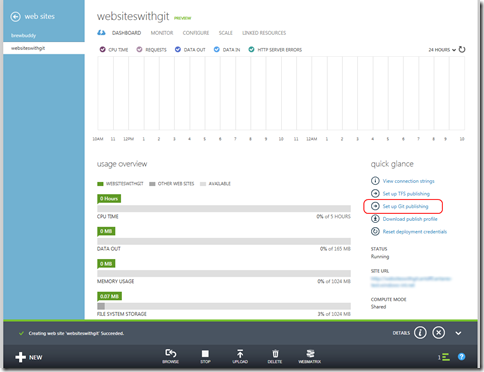 web sites
brewbuddy
websiteswithgit
websiteswithgit PREVIEW
DASHBOARD MONITOR CONFIGURE SCALE LINKED RESOURCES
CPU TIME REQUESTS DATA OUT DATA IN HTTP SERVER ERRORS 24 HOURS
10AM 11 12PM 1 2 3 4 5 6 7 8 9 10 11 12AM 1 2 3 4 5 6 7 8 9 10
usage overview
WEBSITESWITHGIT OTHER WEB SITES AVAILABLE
0 Hours
CPU TIME 0% of 5 HOURS
0 MB
DATA OUT 0% of 165 MB
0 MB
MEMORY USAGE 0% of 1024 MB
0.07 MB
FILE SYSTEM STORAGE 3% of 1024 MB
quick glance
View connection strings
Set up TFS publishing
Set up Git publishing
Download publish profile
Reset deployment credentials
STATUS
Running
SITE URL
COMPUTE MODE
Shared
Creating web site 'websiteswithgit' Succeeded.
DETAILS
NEW
BROWSE STOP UPLOAD DELETE WEBMATRIX
1